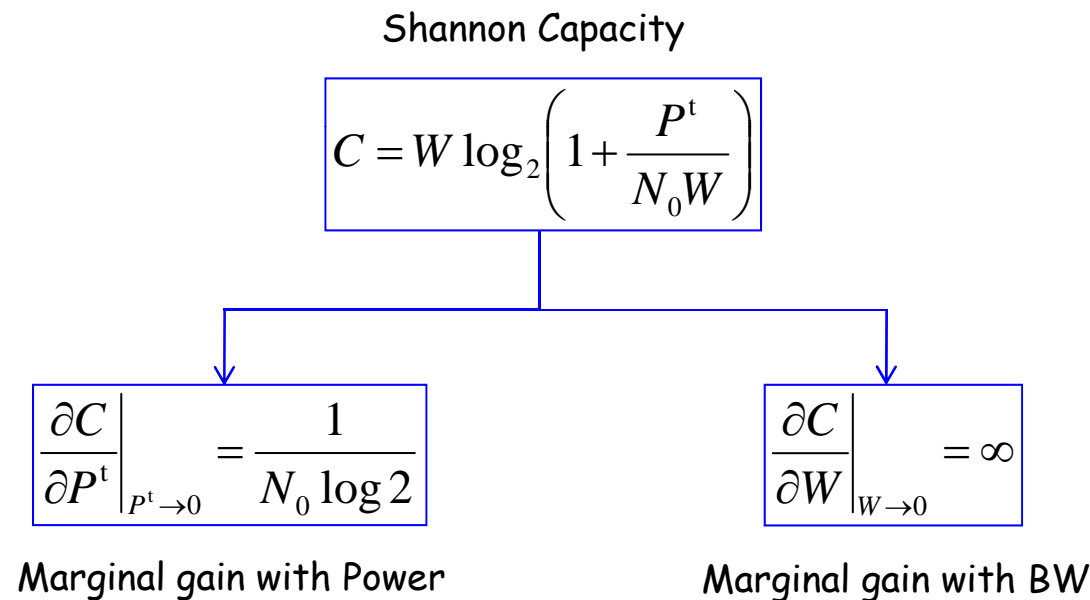 Shannon Capacity
C = W log₂(1 + Pᵗ / (N₀W))
∂C/∂Pᵗ |_{Pᵗ→0} = 1 / (N₀ log 2)
∂C/∂W |_{W→0} = ∞
Marginal gain with Power
Marginal gain with BW